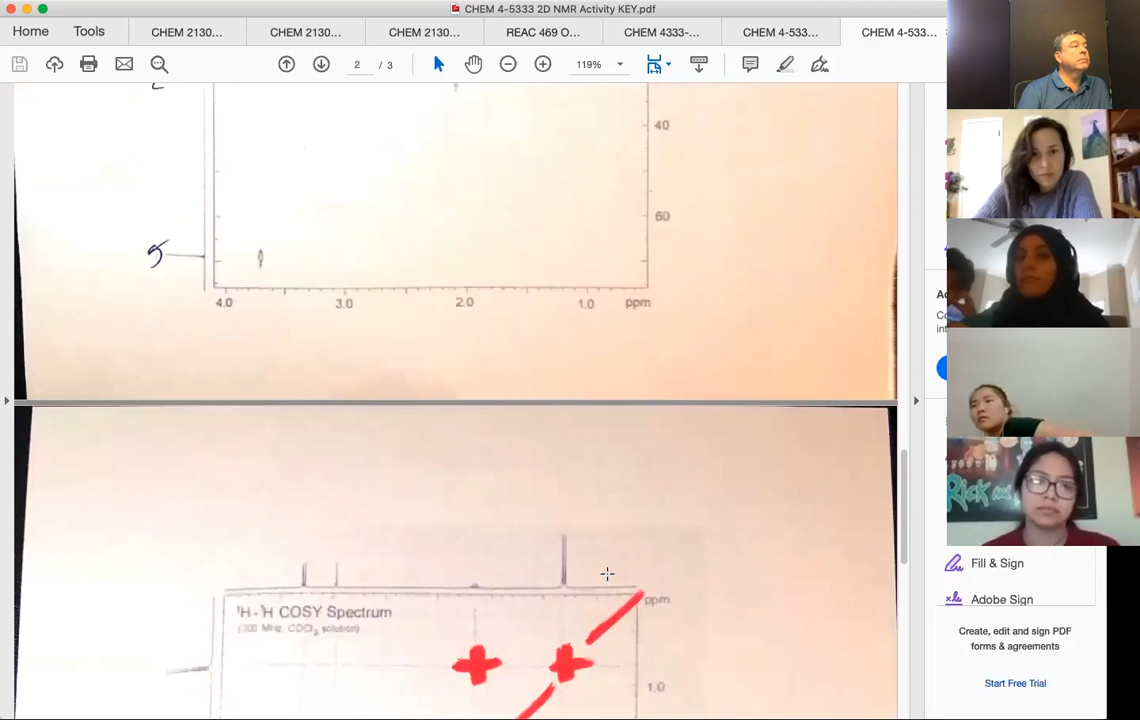 CHEM 4-5333 2D NMR Activity KEY.pdf
Home Tools CHEM 2130... CHEM 2130... CHEM 2130... REAC 469 O... CHEM 4333-... CHEM 4-533... CHEM 4-533...
2 / 3 119%
40
60
5
4.0 3.0 2.0 1.0 ppm
¹H-¹H COSY Spectrum
(300 MHz, CDCl₃ solution)
ppm
1.0
Rick
Fill & Sign
Adobe Sign
Create, edit and sign PDF
forms & agreements
Start Free Trial